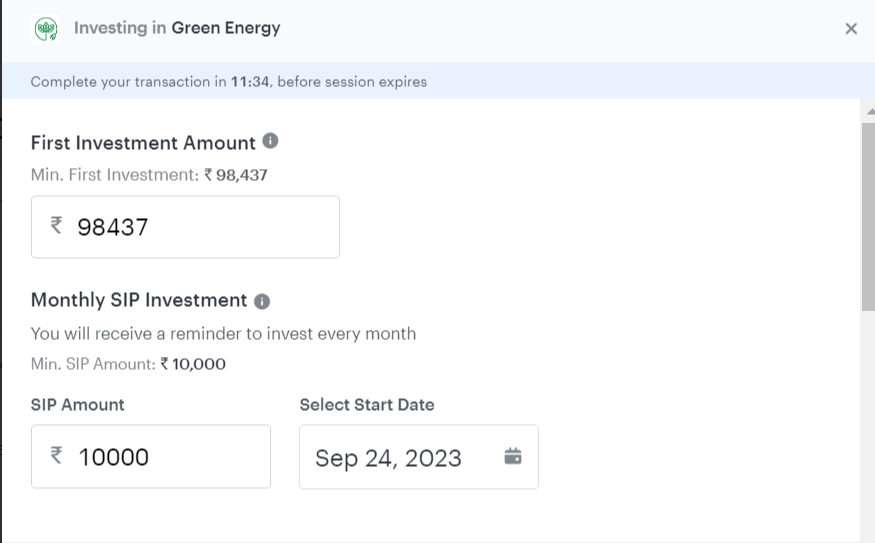 Investing in Green Energy
Complete your transaction in 11:34, before session expires
First Investment Amount
Min. First Investment: ₹ 98,437
₹ 98437
Monthly SIP Investment
You will receive a reminder to invest every month
Min. SIP Amount: ₹ 10,000
SIP Amount Select Start Date
₹ 10000 Sep 24, 2023